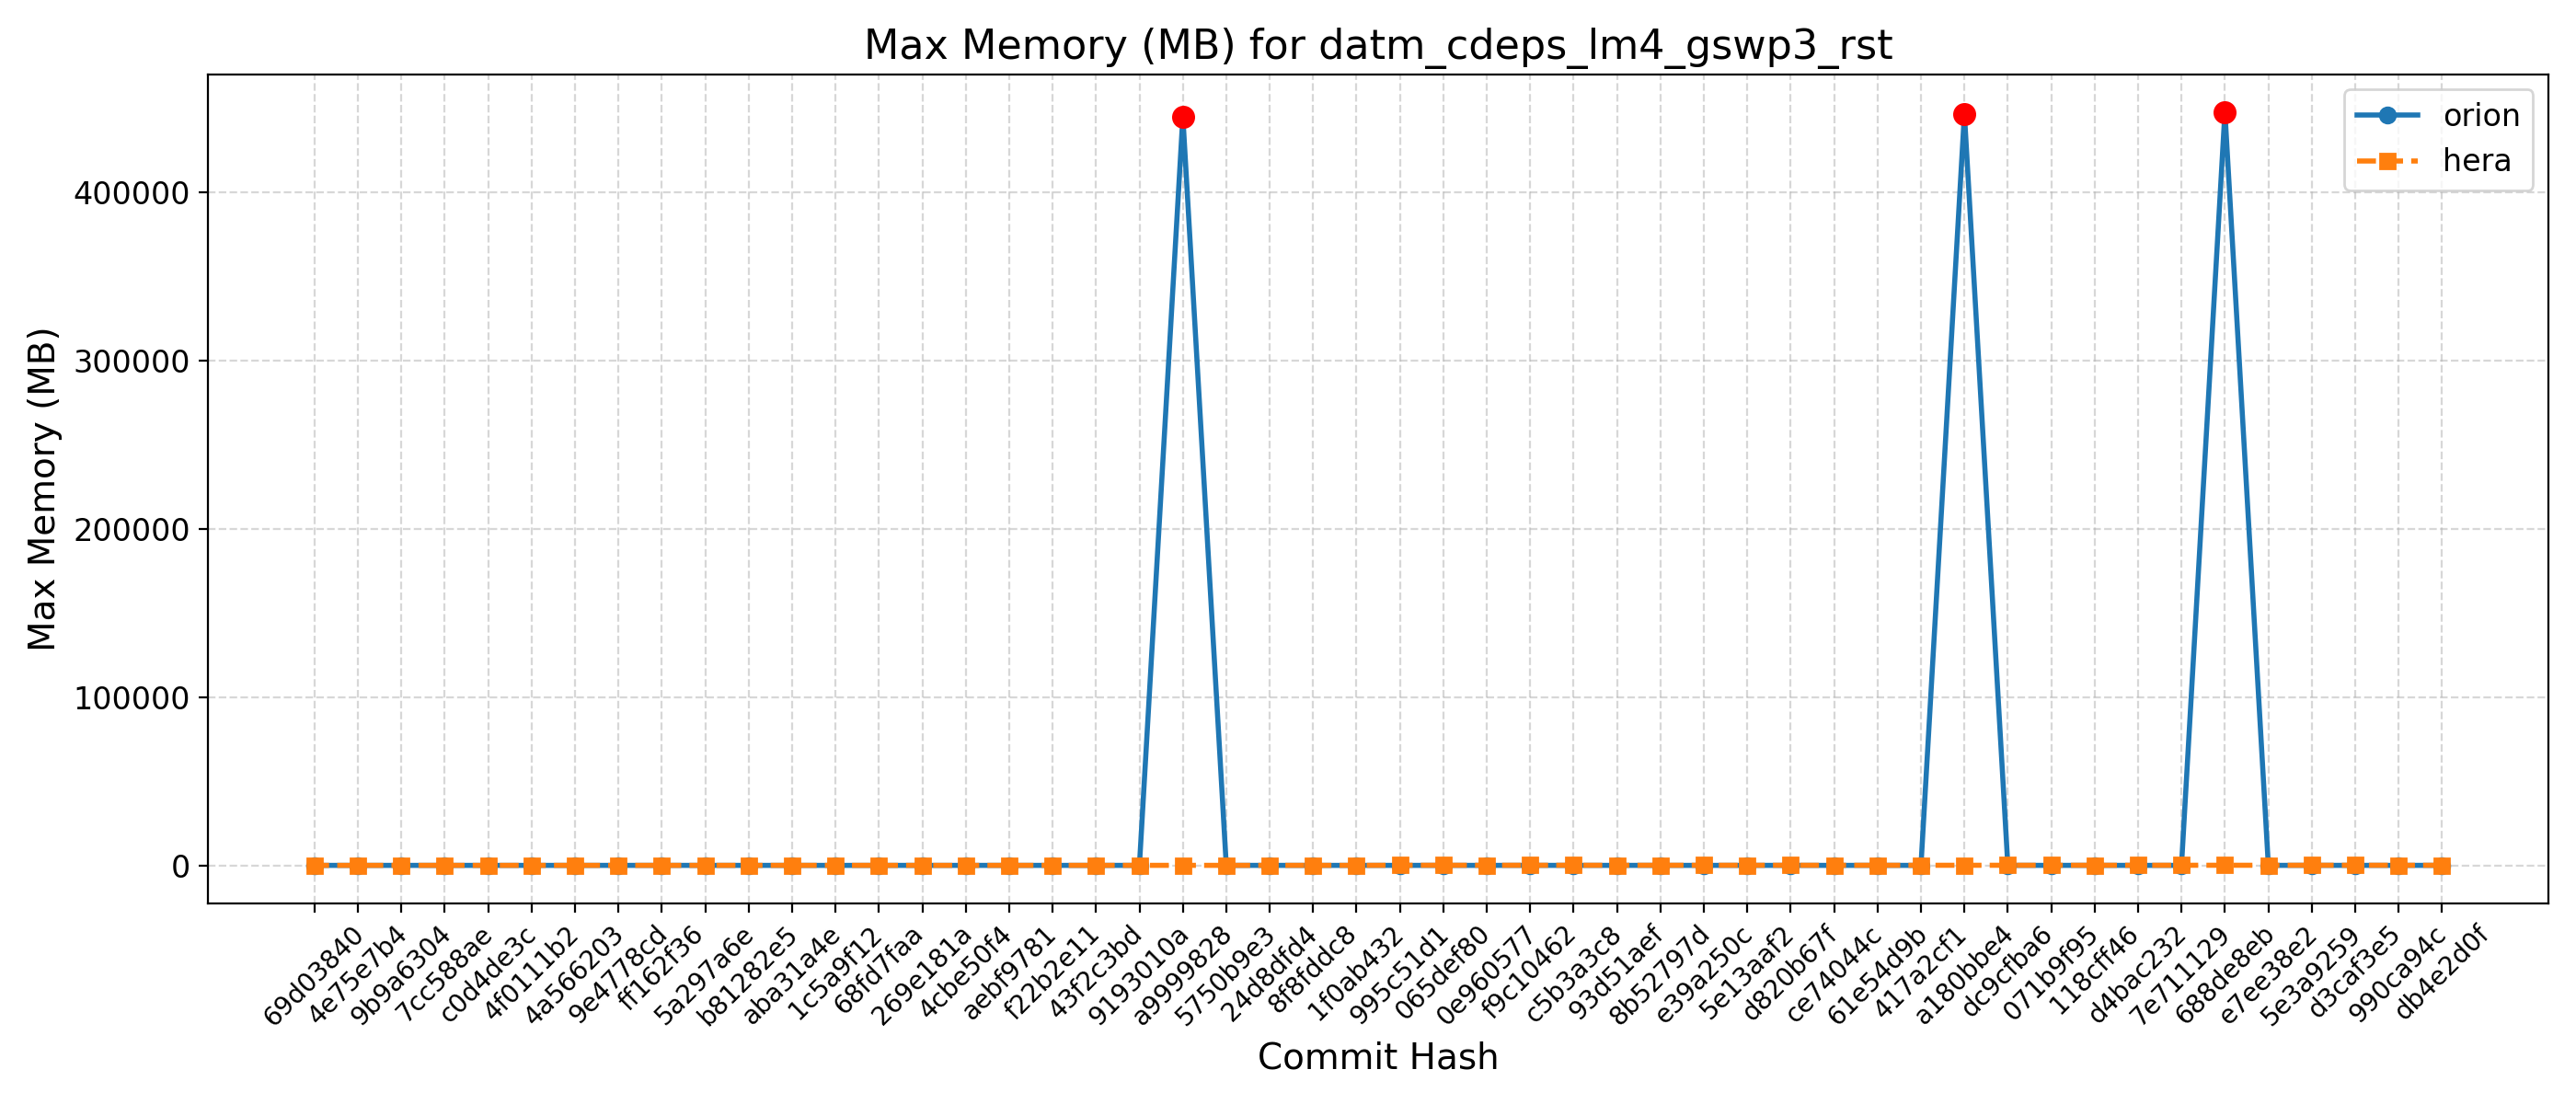 Max Memory (MB) for datm_cdeps_lm4_gswp3_rst
orion
hera
Max Memory (MB)
400000
300000
200000
100000
0
69d03840
4e75e7b4
9b9a6304
7cc588ae
c0d4de3c
4f0111b2
4a566203
9e4778cd
ff162f36
5a297a6e
b81282e5
aba31a4e
1c5a9f12
68fd7faa
269e181a
4cbe50f4
aebf9781
f22b2e11
43f2c3bd
9193010a
a9999828
5750b9e3
24d8dfd4
8f8fddc8
1f0ab432
995c51d1
065def80
0e960577
f9c10462
c5b3a3c8
93d51aef
8b52797d
e39a250c
5e13aaf2
d820b67f
ce74044c
61e54d9b
417a2cf1
a180bbe4
dc9cfba6
071b9f95
118cff46
d4bac232
7e711129
688de8eb
e7ee38e2
5e3a9259
d3caf3e5
990ca94c
db4e2d0f
Commit Hash